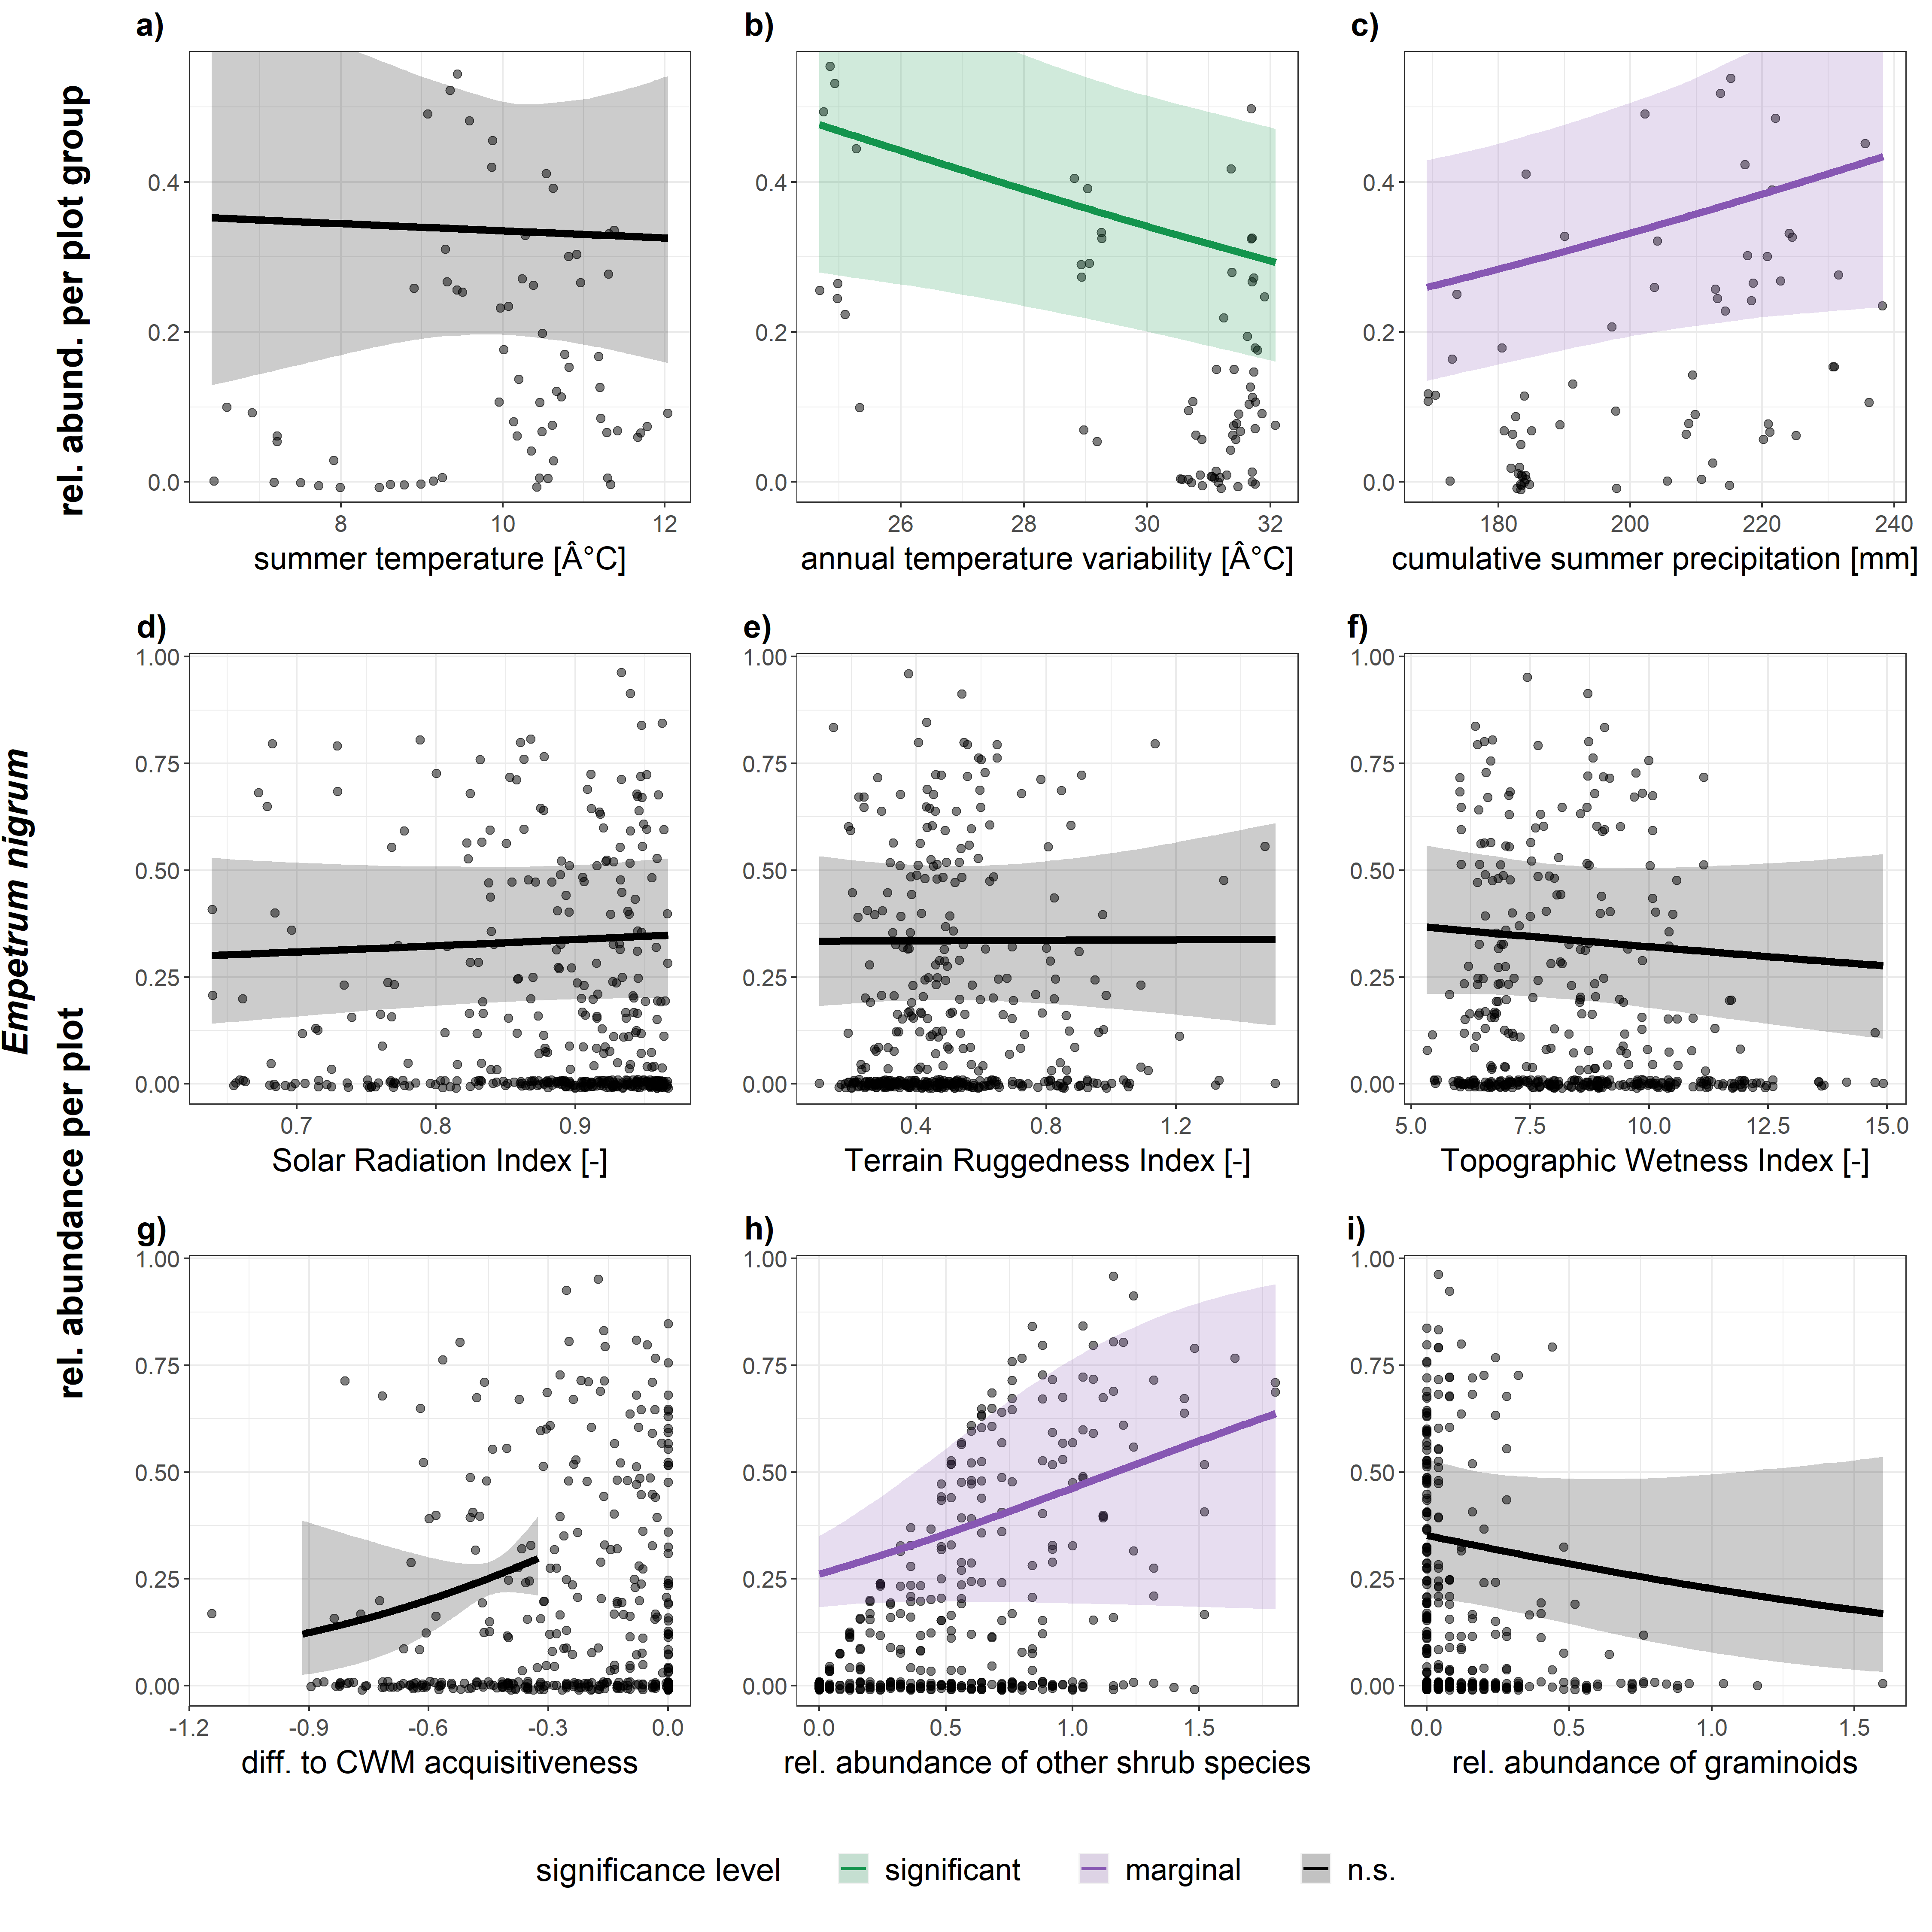 a)
b)
c)
rel. abund. per plot group
0.4
0.2
0.0
8
10
12
summer temperature [Â°C]
0.4
0.2
0.0
26
28
30
32
annual temperature variability [Â°C]
0.4
0.2
0.0
180
200
220
240
cumulative summer precipitation [mm]
Empetrum nigrum
rel. abundance per plot
d)
e)
f)
1.00
0.75
0.50
0.25
0.00
0.7
0.8
0.9
Solar Radiation Index [-]
1.00
0.75
0.50
0.25
0.00
0.4
0.8
1.2
Terrain Ruggedness Index [-]
1.00
0.75
0.50
0.25
0.00
5.0
7.5
10.0
12.5
15.0
Topographic Wetness Index [-]
g)
h)
i)
1.00
0.75
0.50
0.25
0.00
-1.2
-0.9
-0.6
-0.3
0.0
diff. to CWM acquisitiveness
1.00
0.75
0.50
0.25
0.00
0.0
0.5
1.0
1.5
rel. abundance of other shrub species
1.00
0.75
0.50
0.25
0.00
0.0
0.5
1.0
1.5
rel. abundance of graminoids
significance level
significant
marginal
n.s.